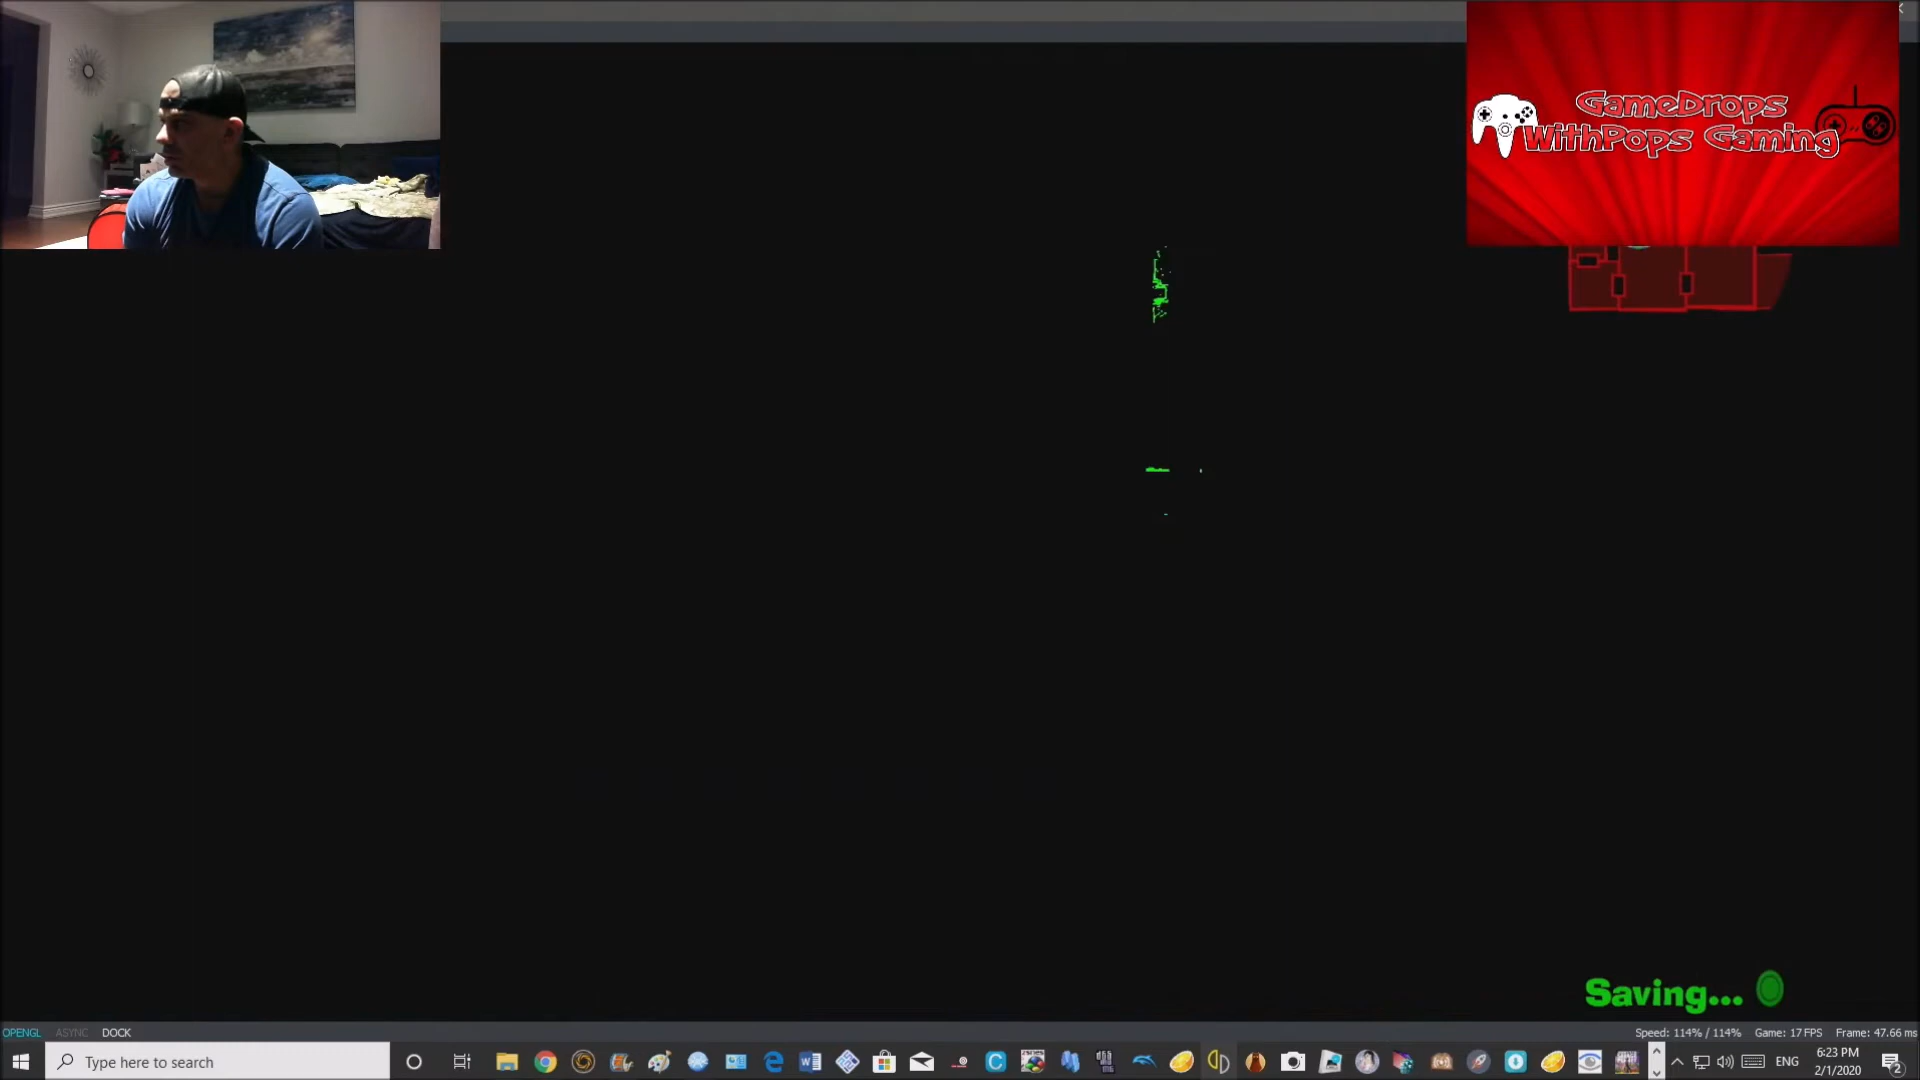 GameDrops
WithPops Gaming
Saving...
OPENGL ASYNC DOCK
Speed: 114% / 114% Game: 17 FPS Frame: 47.66 ms
Type here to search
ENG
6:23 PM
2/1/2020
2